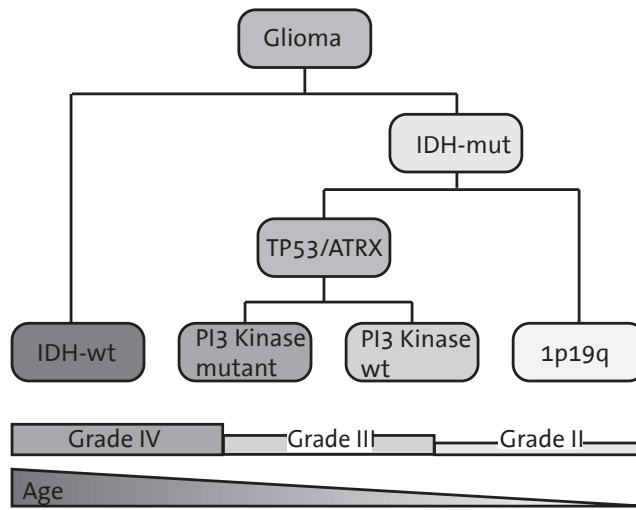 Glioma
IDH-mut
TP53/ATRX
IDH-wt
PI3 Kinase
mutant
PI3 Kinase
wt
1p19q
Grade IV
Grade III
Grade II
Age